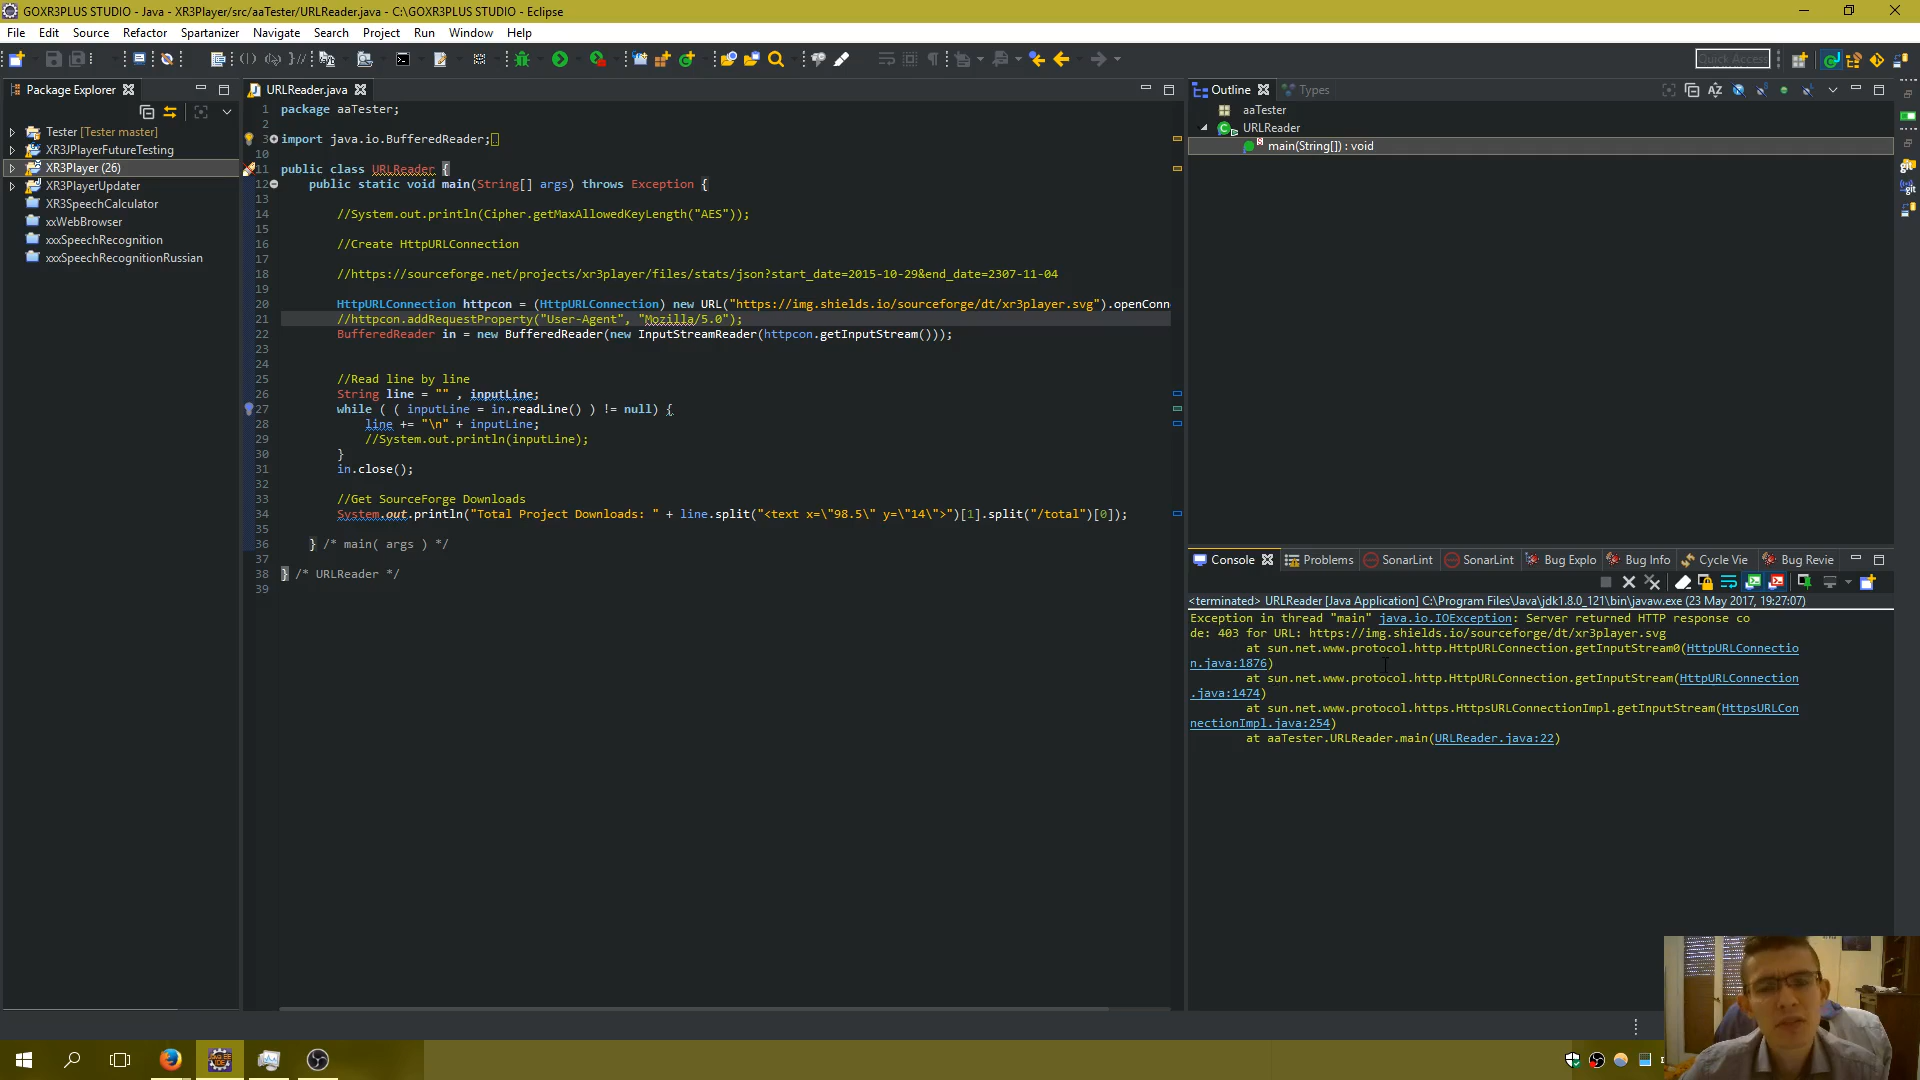 GOXR3PLUS STUDIO - Java - XR3Player/src/aaTester/URLReader.java - C:\GOXR3PLUS STUDIO - Eclipse
File Edit Source Refactor Spartanizer Navigate Search Project Run Window Help
Quick Access
Package Explorer
Tester [Tester master]
XR3JPlayerFutureTesting
XR3Player (26)
XR3PlayerUpdater
XR3SpeechCalculator
xxWebBrowser
xxxSpeechRecognition
xxxSpeechRecognitionRussian
URLReader.java
1 package aaTester;
2
3 import java.io.BufferedReader;
10
11 public class URLReader {
12 public static void main(String[] args) throws Exception {
13
14 //System.out.println(Cipher.getMaxAllowedKeyLength("AES"));
15
16 //Create HttpURLConnection
17
18 //https://sourceforge.net/projects/xr3player/files/stats/json?start_date=2015-10-29&end_date=2307-11-04
19
20 HttpURLConnection httpcon = (HttpURLConnection) new URL("https://img.shields.io/sourceforge/dt/xr3player.svg").openConn
21 //httpcon.addRequestProperty("User-Agent", "Mozilla/5.0");
22 BufferedReader in = new BufferedReader(new InputStreamReader(httpcon.getInputStream()));
23
24
25 //Read line by line
26 String line = "" , inputLine;
27 while ( ( inputLine = in.readLine() ) != null) {
28 line += "\n" + inputLine;
29 //System.out.println(inputLine);
30 }
31 in.close();
32
33 //Get SourceForge Downloads
34 System.out.println("Total Project Downloads: " + line.split("<text x=\"98.5\" y=\"14\">")[1].split("/total")[0]);
35
36 } /* main( args ) */
37
38 } /* URLReader */
39
Outline Types
aaTester
URLReader
main(String[]) : void
Console Problems SonarLint SonarLint Bug Explo Bug Info Cycle Vie Bug Revie
<terminated> URLReader [Java Application] C:\Program Files\Java\jdk1.8.0_121\bin\javaw.exe (23 May 2017, 19:27:07)
Exception in thread "main" java.io.IOException: Server returned HTTP response co
de: 403 for URL: https://img.shields.io/sourceforge/dt/xr3player.svg
at sun.net.www.protocol.http.HttpURLConnection.getInputStream0(HttpURLConnectio
n.java:1876)
at sun.net.www.protocol.http.HttpURLConnection.getInputStream(HttpURLConnection
.java:1474)
at sun.net.www.protocol.https.HttpsURLConnectionImpl.getInputStream(HttpsURLCon
nectionImpl.java:254)
at aaTester.URLReader.main(URLReader.java:22)